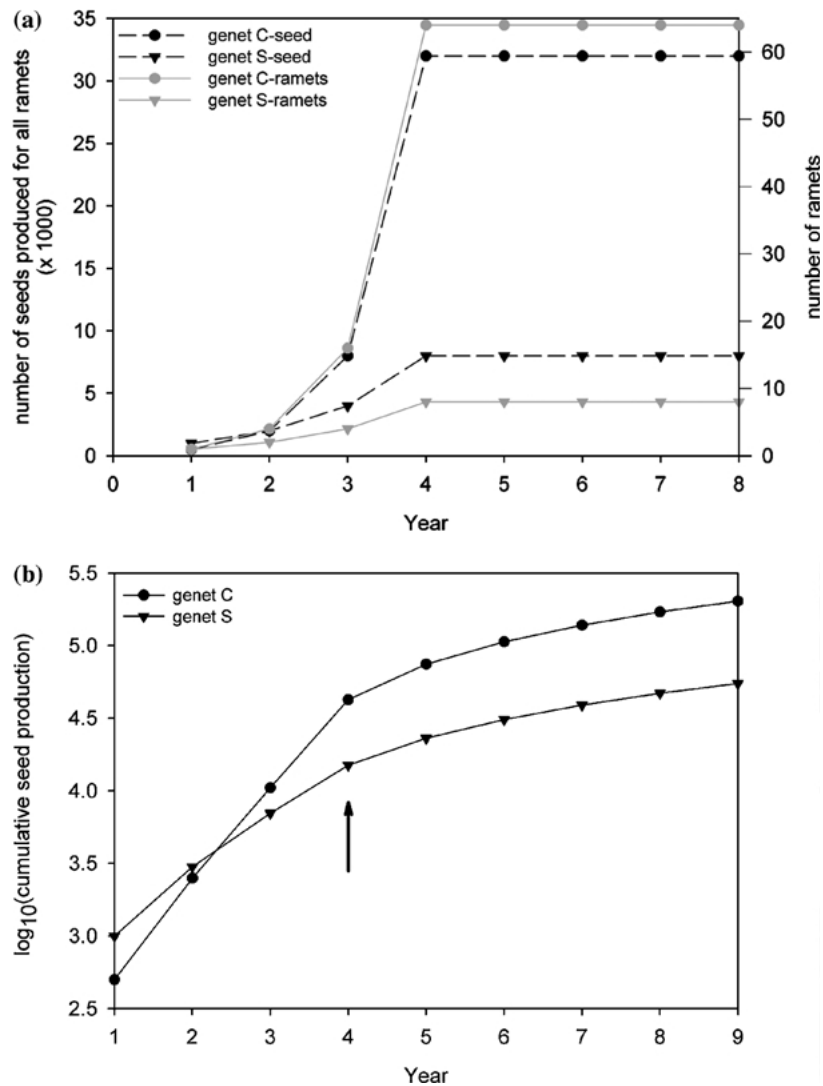 (a)
35
30
25
20
15
10
5
0
number of seeds produced for all ramets
(x 1000)
genet C-seed
genet S-seed
genet C-ramets
genet S-ramets
60
50
40
30
20
10
0
number of ramets
0 1 2 3 4 5 6 7 8
Year
(b)
5.5
5.0
4.5
4.0
3.5
3.0
2.5
log10(cumulative seed production)
genet C
genet S
1 2 3 4 5 6 7 8 9
Year